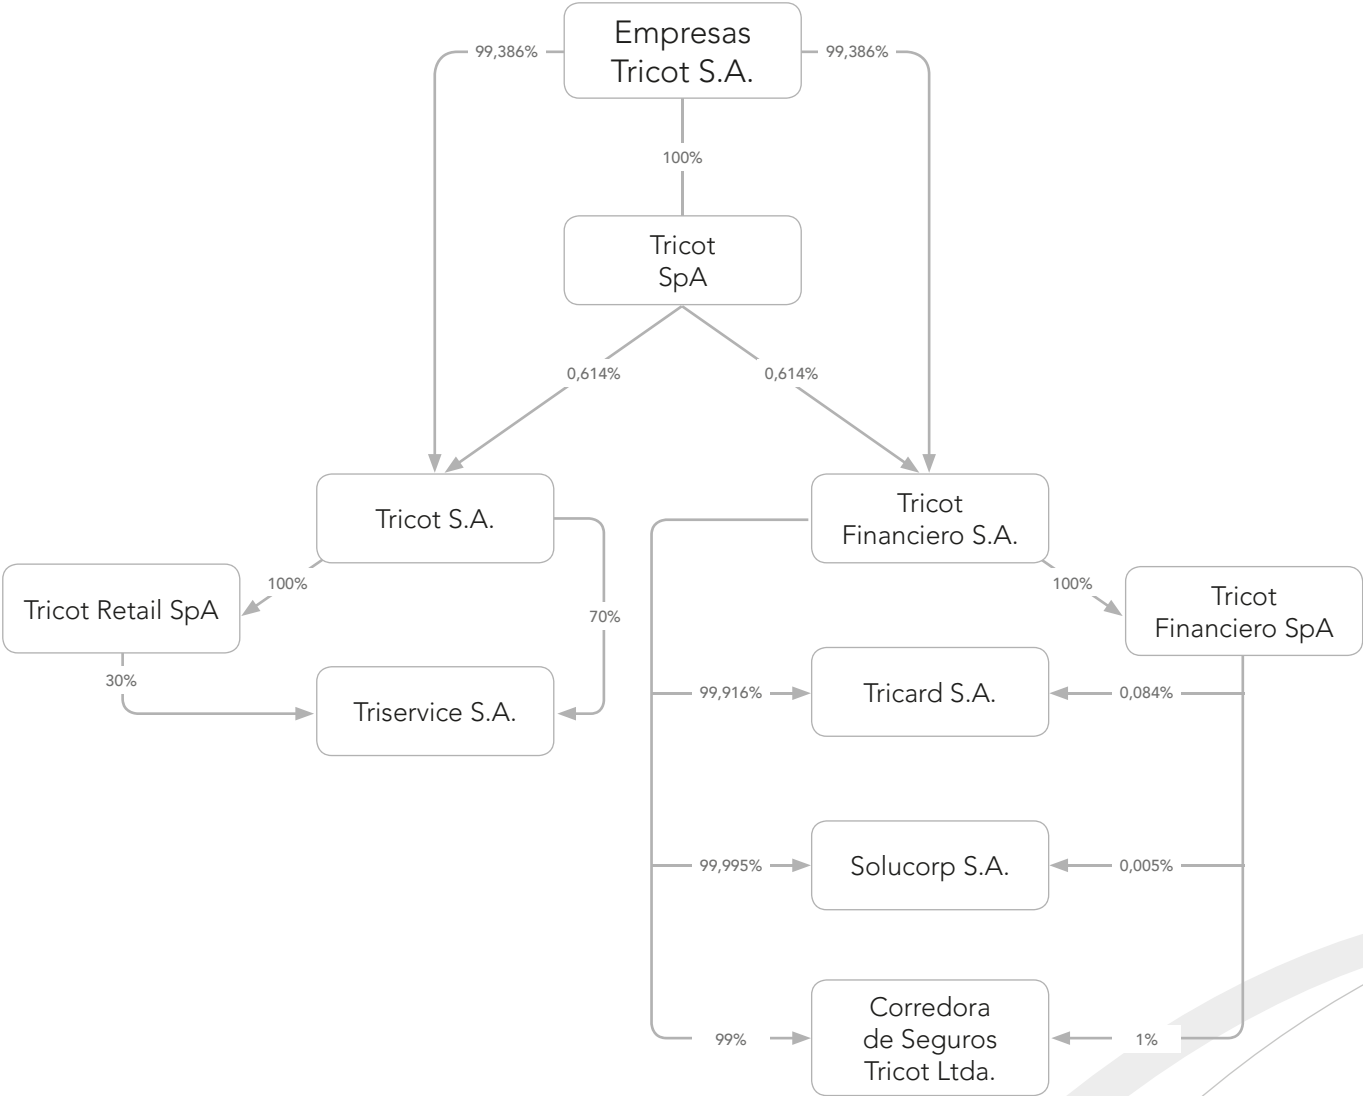 Empresas
Tricot S.A.
99,386%
99,386%
100%
Tricot
SpA
0,614%
0,614%
Tricot S.A.
Tricot
Financiero S.A.
100%
100%
Tricot Retail SpA
Tricot
Financiero SpA
70%
30%
Triservice S.A.
99,916%
Tricard S.A.
0,084%
99,995%
Solucorp S.A.
0,005%
99%
Corredora
de Seguros
Tricot Ltda.
1%